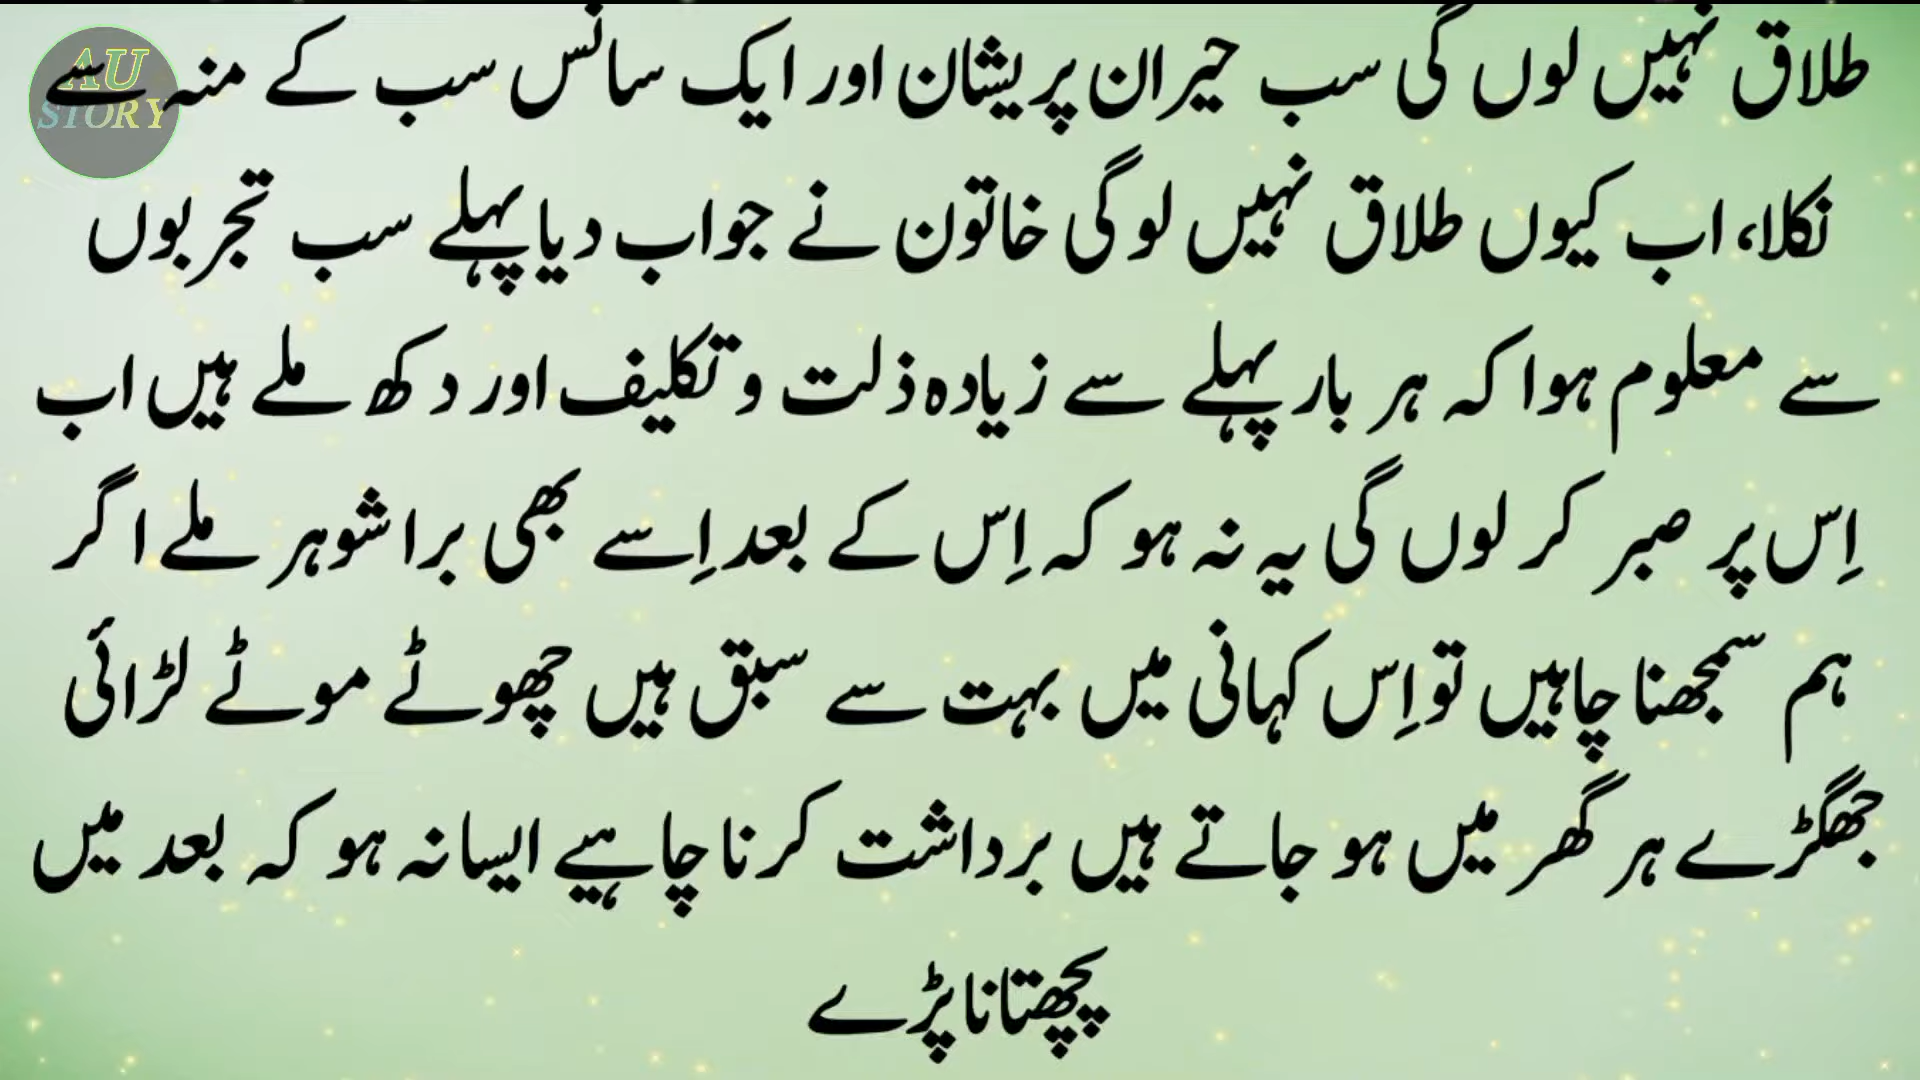 AU
STORY
طلاق نہیں لوں گی سب حیران پریشان اور ایک سانس سب کے منہ سے
نکلا، اب کیوں طلاق نہیں لوگی خاتون نے جواب دیا پہلے سب تجربوں
سے معلوم ہوا کہ ہر بار پہلے سے زیادہ ذلت و تکلیف اور دکھ ملے ہیں اب
اِس پر صبر کر لوں گی یہ نہ ہو کہ اِس کے بعد اِسے بھی برا شوہر ملے اگر
ہم سمجھنا چاہیں تو اِس کہانی میں بہت سے سبق ہیں چھوٹے موٹے لڑائی
جھگڑے ہر گھر میں ہو جاتے ہیں برداشت کرنا چاہیے ایسا نہ ہو کہ بعد میں
پچھتانا پڑے